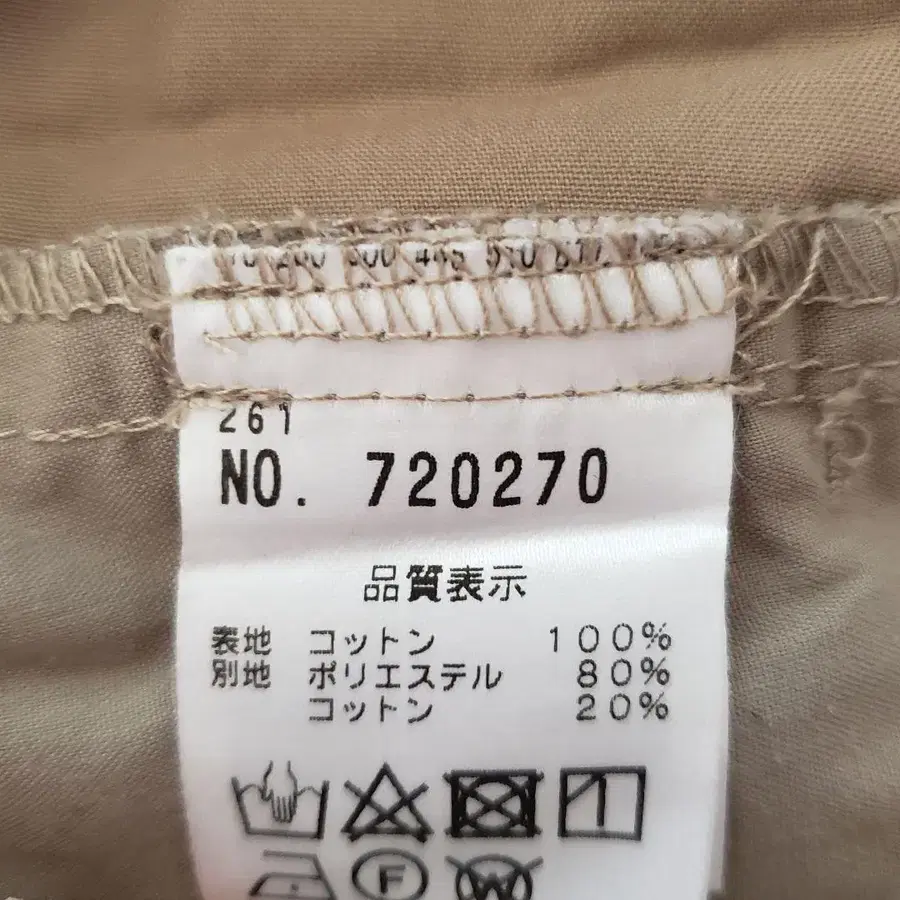 261
NO. 720270
品質表示
表地 コットン 100%
別地 ポリエステル 80%
コットン 20%
F
W